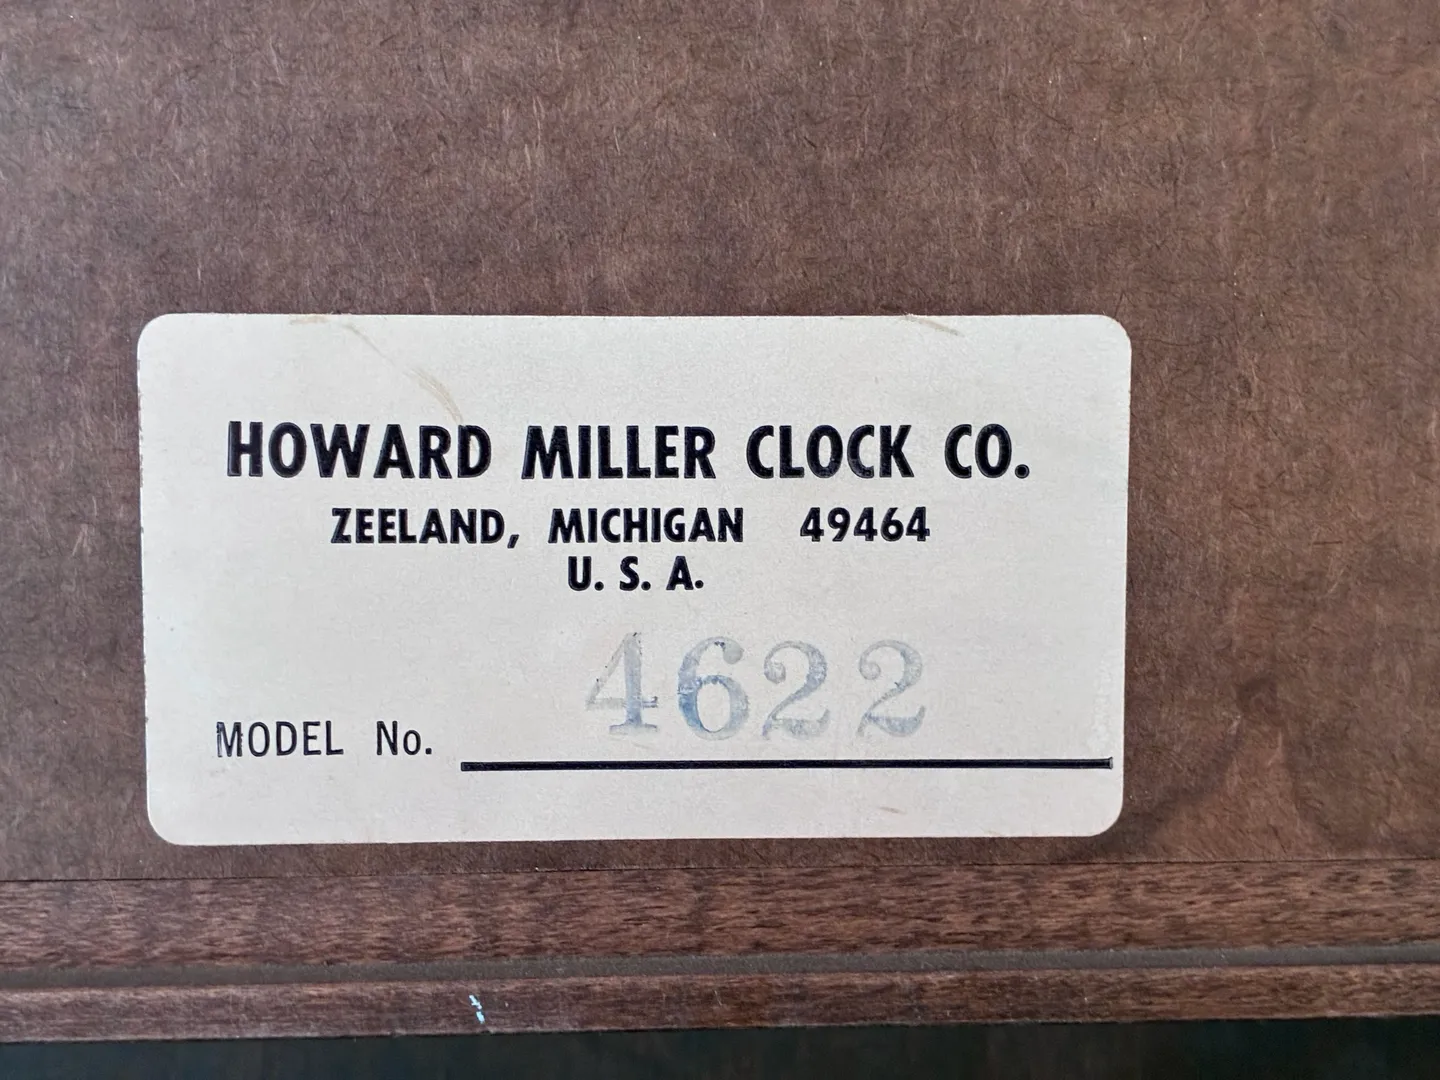 HOWARD MILLER CLOCK CO.
ZEELAND, MICHIGAN 49464
U. S. A.
MODEL No. 4622